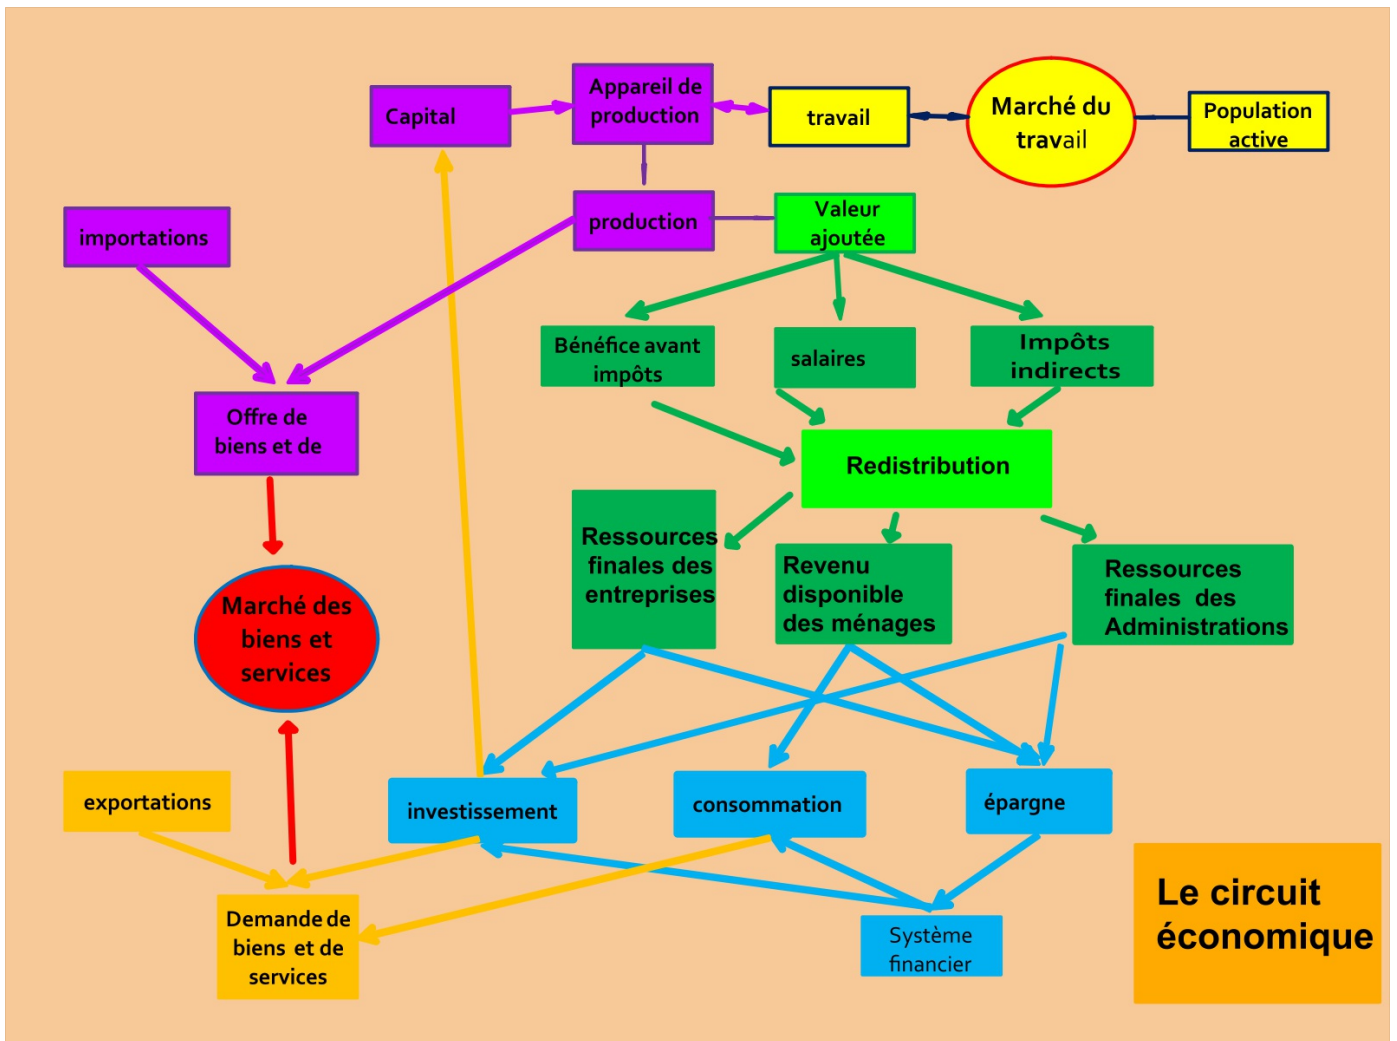 Capital
Appareil de
production
travail
Marché du
travail
Population
active
importations
production
Valeur
ajoutée
Bénéfice avant
impôts
salaires
Impôts
indirects
Offre de
biens et de
Redistribution
Ressources
finales des
entreprises
Revenu
disponible
des ménages
Ressources
finales des
Administrations
Marché des
biens et
services
exportations
investissement
consommation
épargne
Demande de
biens et de
services
Système
financier
Le circuit
économique